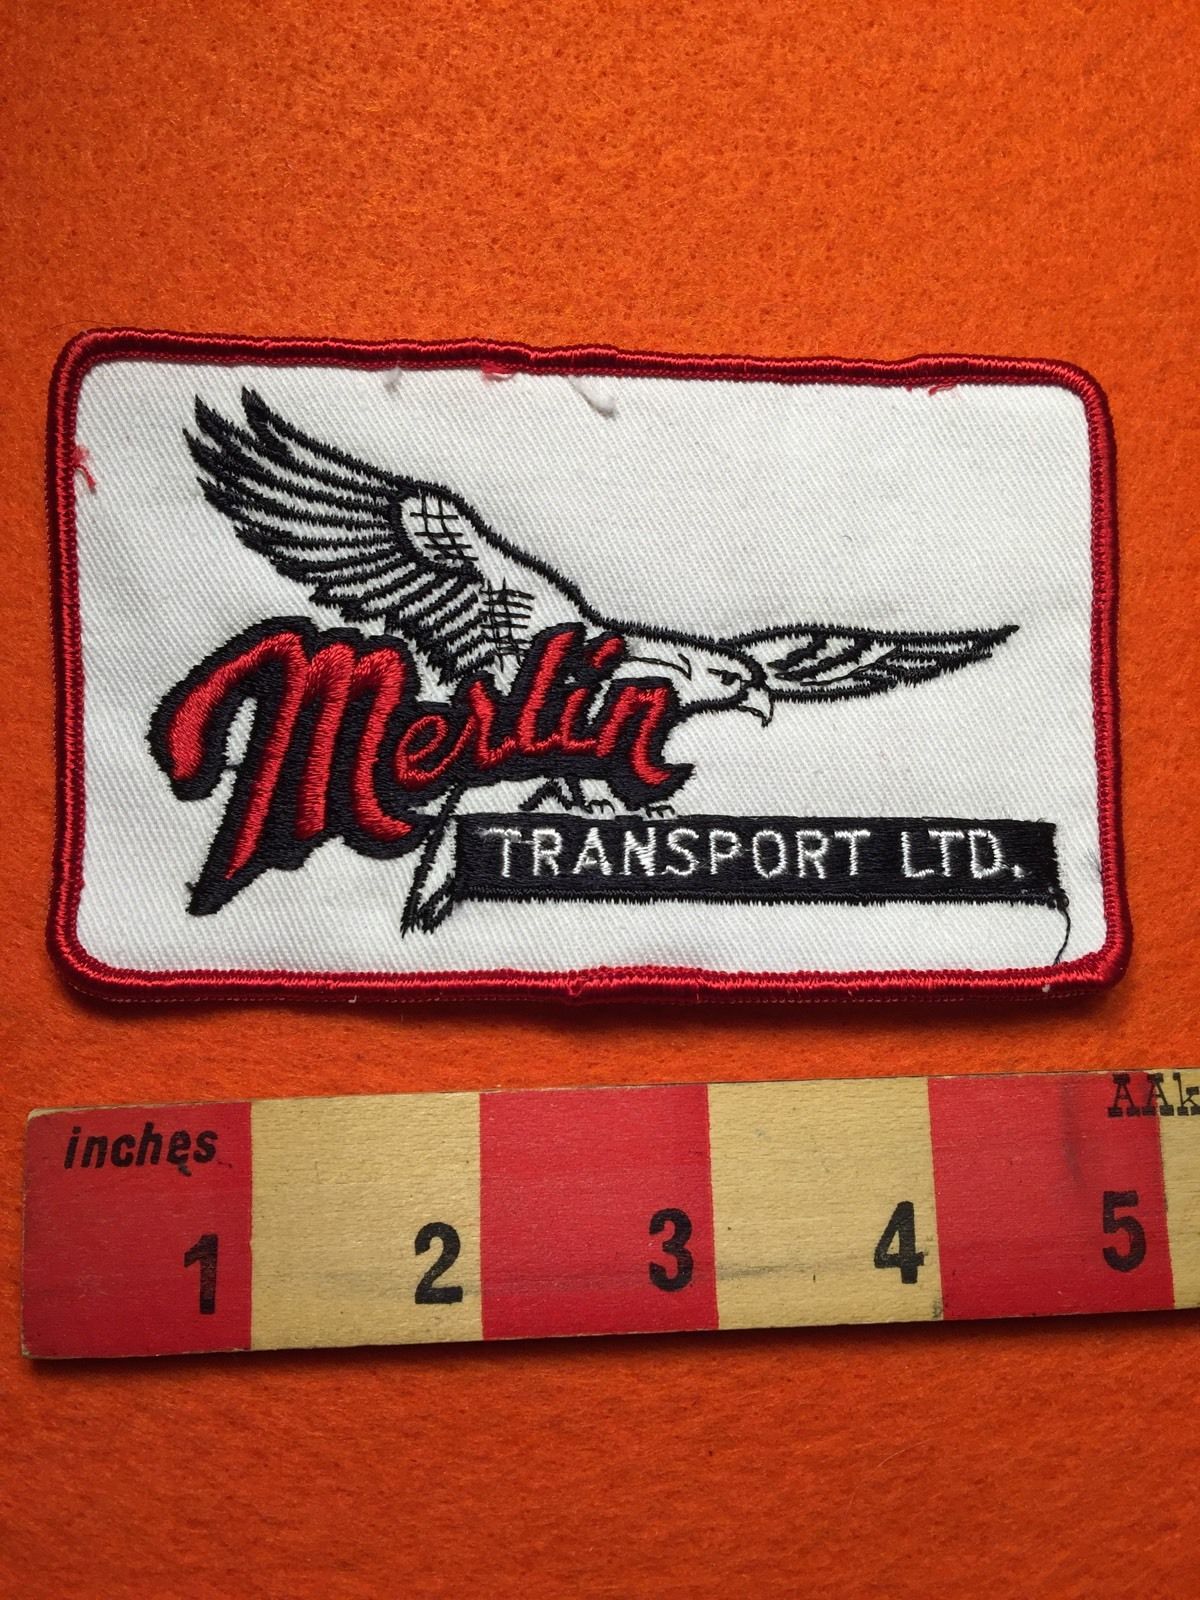 Merlin
TRANSPORT LTD.
inches
1 2 3 4 5